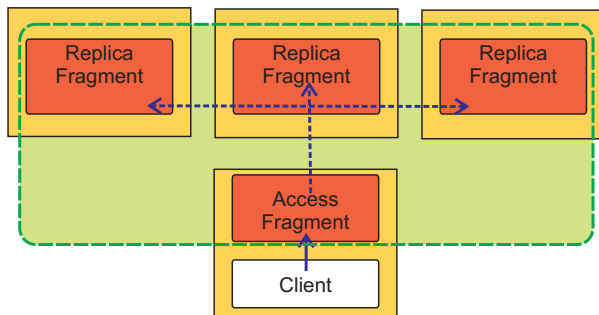 Replica
Fragment
Replica
Fragment
Replica
Fragment
Access
Fragment
Client